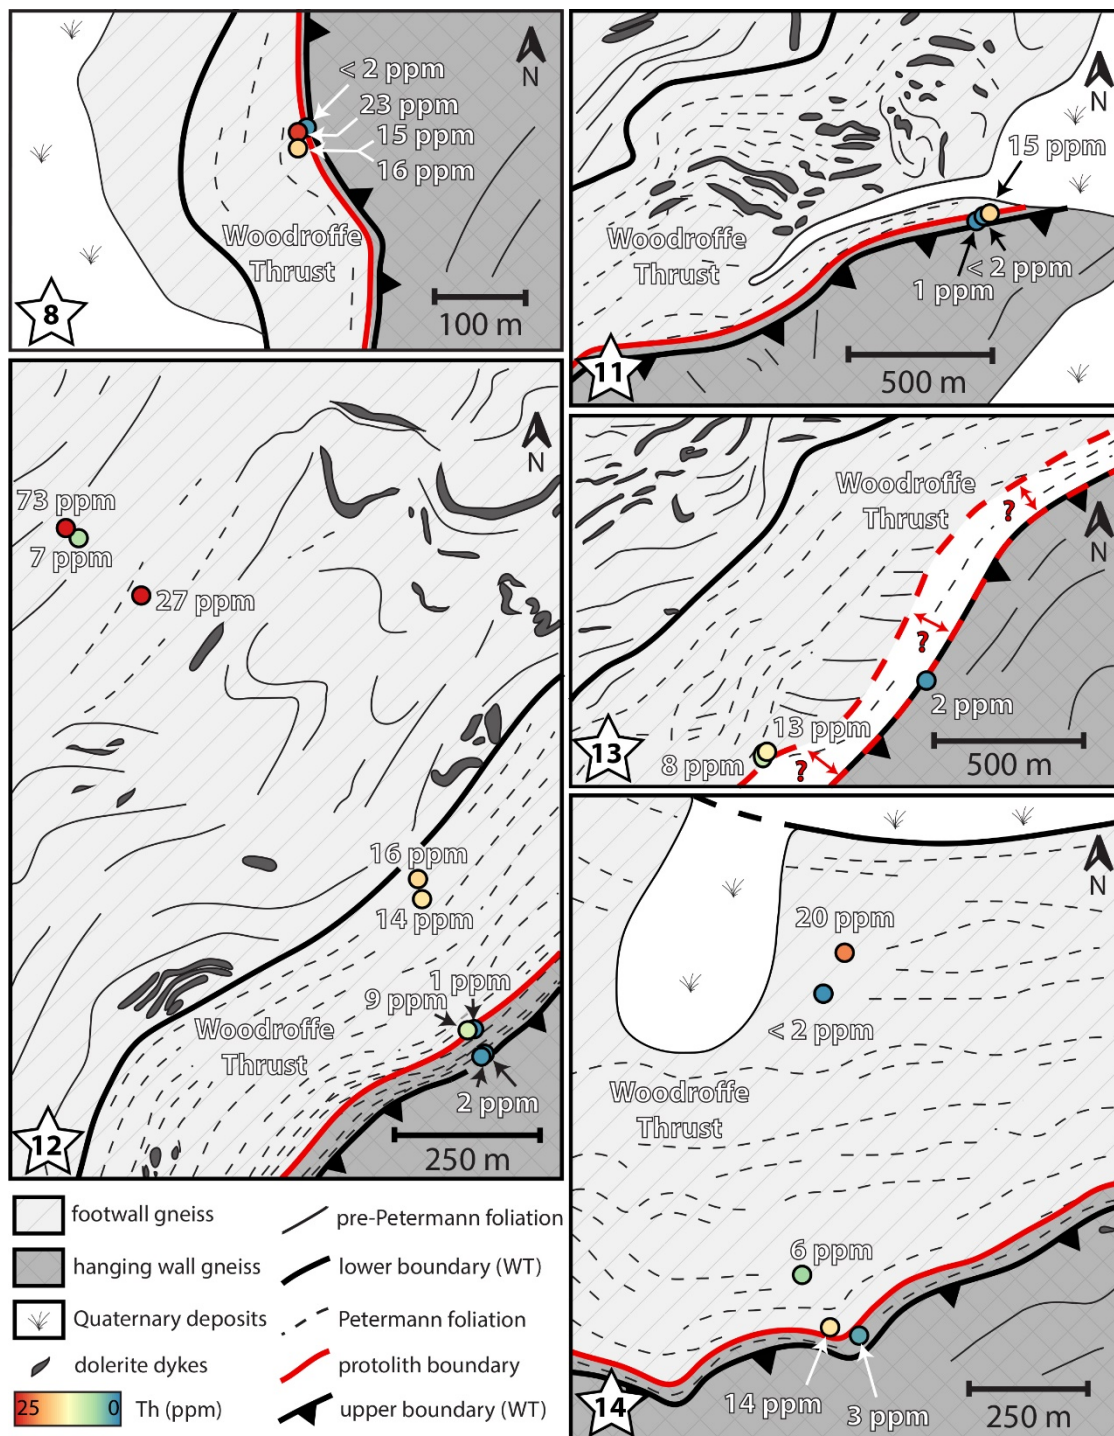 N
< 2 ppm
23 ppm
15 ppm
16 ppm
Woodroffe
Thrust
8
100 m
N
15 ppm
Woodroffe
Thrust
< 2 ppm
1 ppm
11
500 m
N
73 ppm
7 ppm
27 ppm
16 ppm
14 ppm
1 ppm
9 ppm
Woodroffe
Thrust
2 ppm
12
250 m
Woodroffe
Thrust
?
N
?
2 ppm
13 ppm
8 ppm
?
13
500 m
N
20 ppm
< 2 ppm
Woodroffe
Thrust
6 ppm
14 ppm
3 ppm
14
250 m
footwall gneiss
hanging wall gneiss
Quaternary deposits
dolerite dykes
25 0 Th (ppm)
pre-Petermann foliation
lower boundary (WT)
Petermann foliation
protolith boundary
upper boundary (WT)